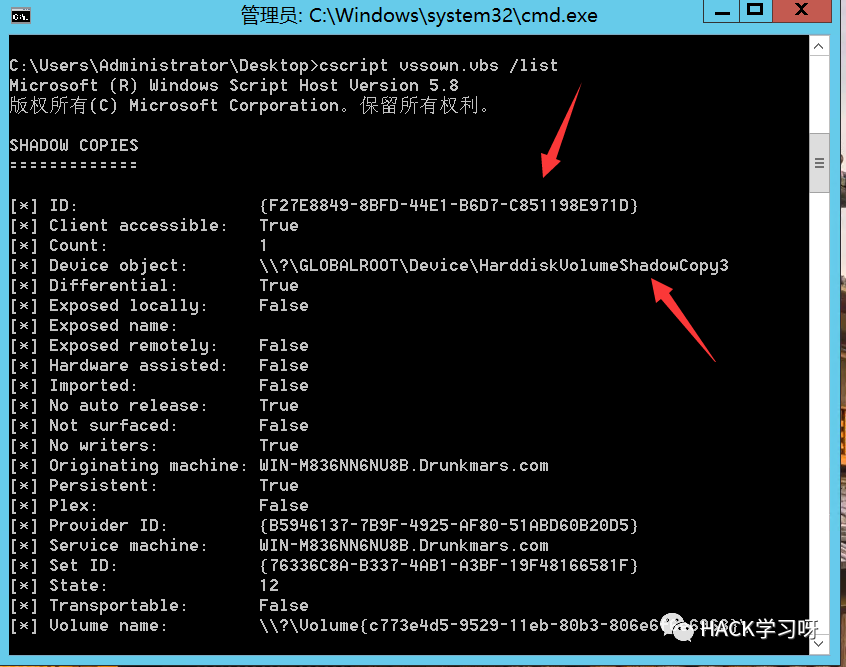 管理员: C:\Windows\system32\cmd.exe
C:\Users\Administrator\Desktop>cscript vssown.vbs /list
Microsoft (R) Windows Script Host Version 5.8
版权所有(C) Microsoft Corporation。保留所有权利。
SHADOW COPIES
=============
[*] ID: {F27E8849-8BFD-44E1-B6D7-C851198E971D}
[*] Client accessible: True
[*] Count: 1
[*] Device object: \\?\GLOBALROOT\Device\HarddiskVolumeShadowCopy3
[*] Differential: True
[*] Exposed locally: False
[*] Exposed name:
[*] Exposed remotely: False
[*] Hardware assisted: False
[*] Imported: False
[*] No auto release: True
[*] Not surfaced: False
[*] No writers: True
[*] Originating machine: WIN-M836NN6NU8B.Drunkmars.com
[*] Persistent: True
[*] Plex: False
[*] Provider ID: {B5946137-7B9F-4925-AF80-51ABD60B20D5}
[*] Service machine: WIN-M836NN6NU8B.Drunkmars.com
[*] Set ID: {76336C8A-B337-4AB1-A3BF-19F48166581F}
[*] State: 12
[*] Transportable: False
[*] Volume name: \\?\Volume{c773e4d5-9529-11eb-80b3-806e6
HACK学习呀